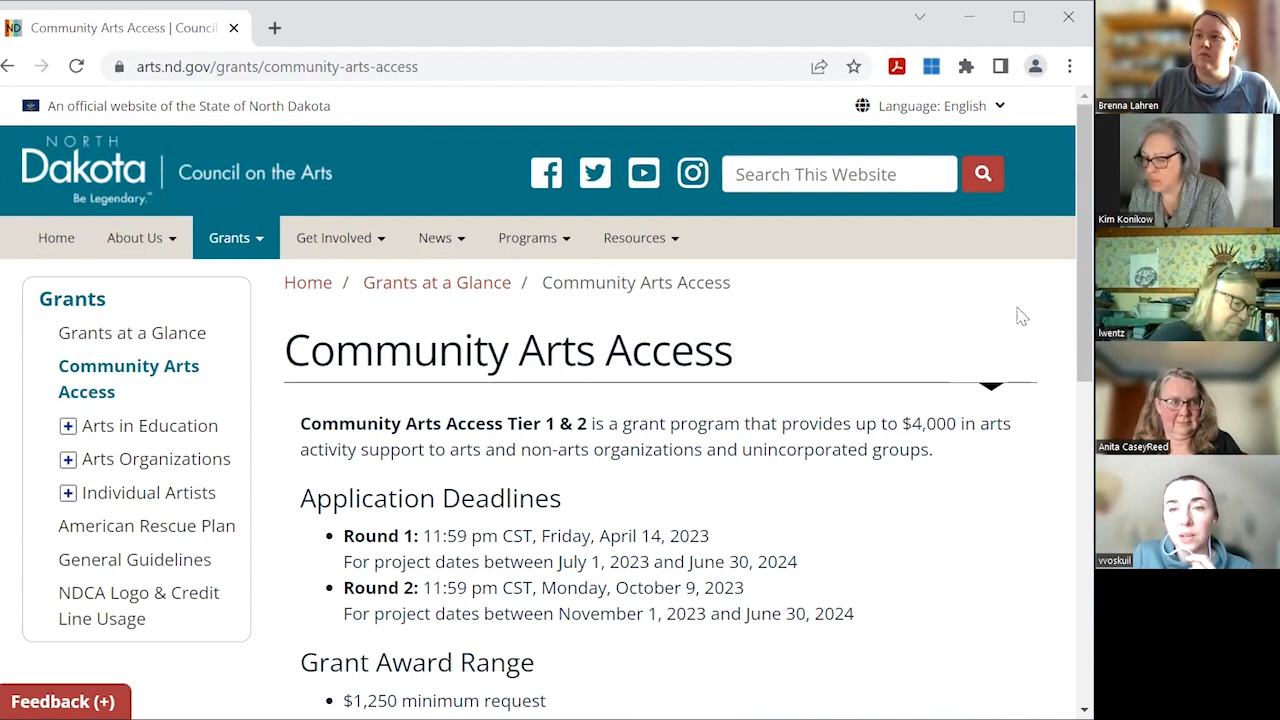 ND
Community Arts Access | Council
arts.nd.gov/grants/community-arts-access
An official website of the State of North Dakota
Language: English
NORTH
Dakota
Be Legendary.™
Council on the Arts
Search This Website
Home
About Us
Grants
Get Involved
News
Programs
Resources
Grants
Grants at a Glance
Community Arts
Access
Arts in Education
Arts Organizations
Individual Artists
American Rescue Plan
General Guidelines
NDCA Logo & Credit
Line Usage
Feedback (+)
Home / Grants at a Glance / Community Arts Access
Community Arts Access
Community Arts Access Tier 1 & 2 is a grant program that provides up to $4,000 in arts
activity support to arts and non-arts organizations and unincorporated groups.
Application Deadlines
• Round 1: 11:59 pm CST, Friday, April 14, 2023
For project dates between July 1, 2023 and June 30, 2024
• Round 2: 11:59 pm CST, Monday, October 9, 2023
For project dates between November 1, 2023 and June 30, 2024
Grant Award Range
• $1,250 minimum request
Brenna Lahren
Kim Konikow
lwentz
Anita CaseyReed
vvoskuil